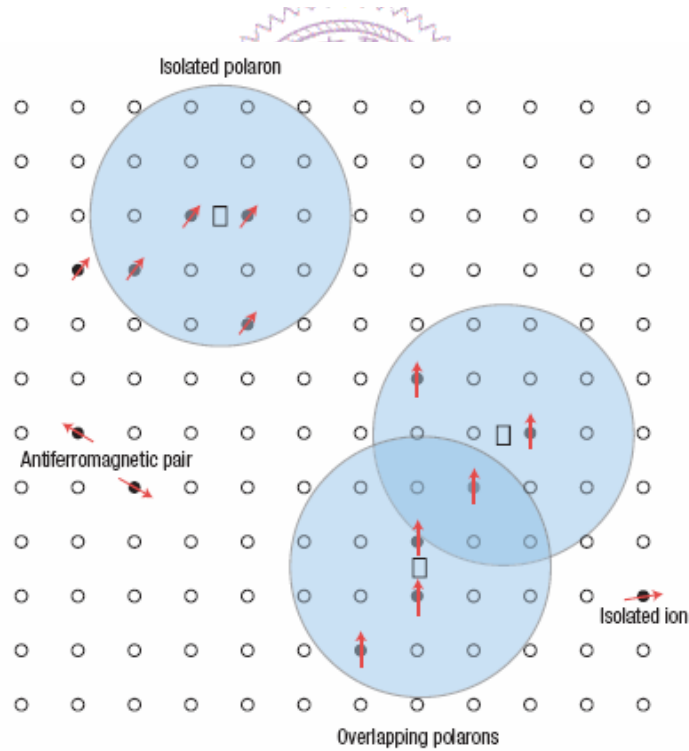 Isolated polaron
Antiferromagnetic pair
Isolated ion
Overlapping polarons